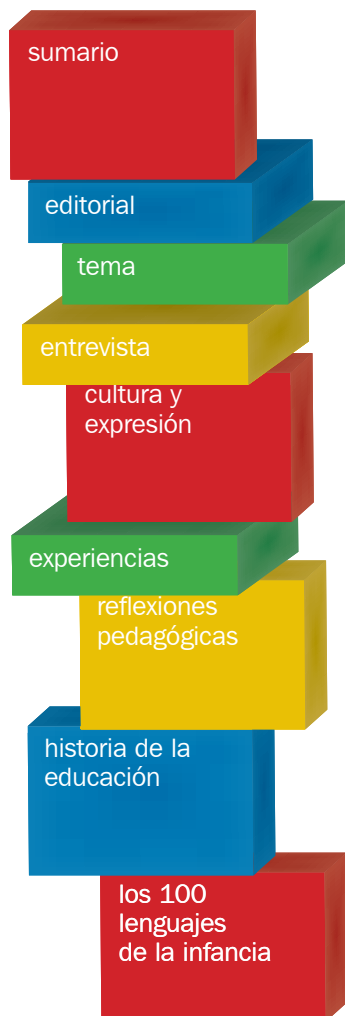 sumario
editorial
tema
entrevista
cultura y
expresión
experiencias
reflexiones
pedagógicas
historia de la
educación
los 100
lenguajes
de la infancia